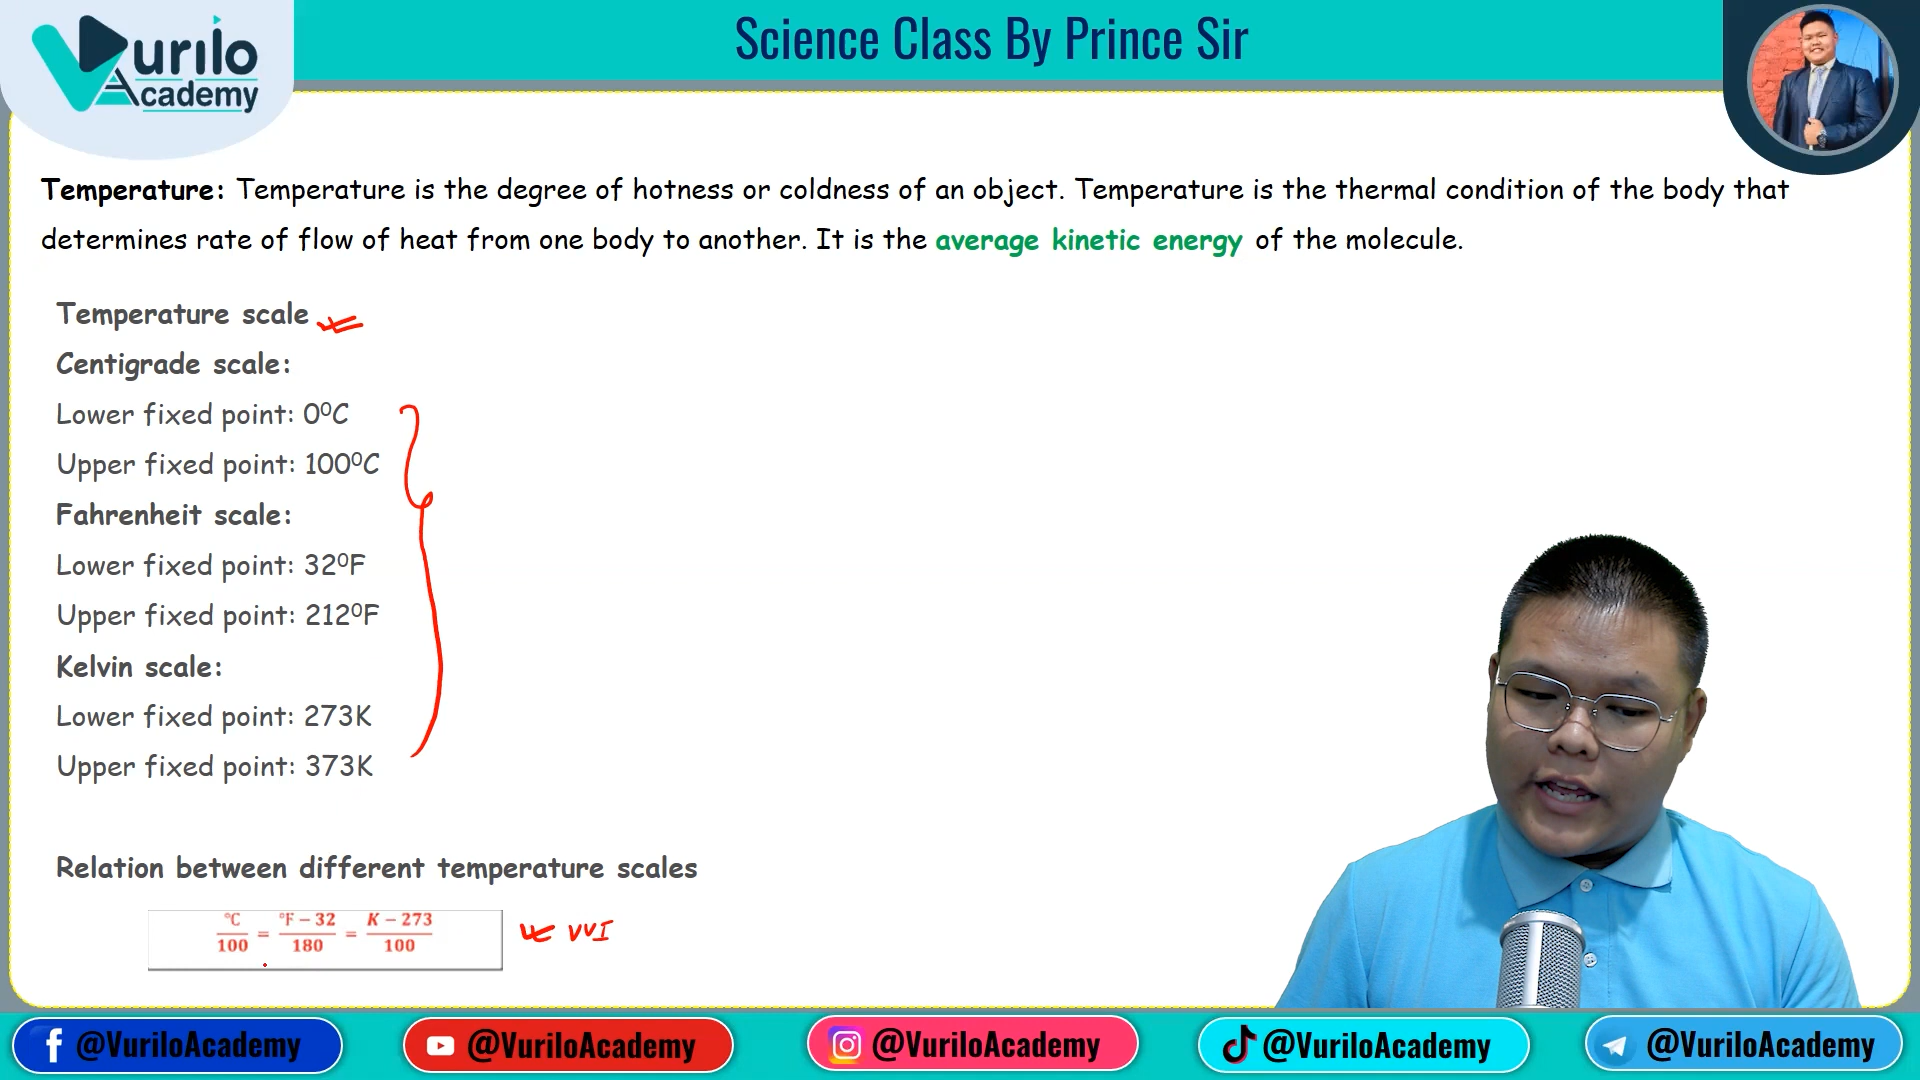 Vurilo
Academy
Science Class By Prince Sir
Temperature: Temperature is the degree of hotness or coldness of an object. Temperature is the thermal condition of the body that
determines rate of flow of heat from one body to another. It is the average kinetic energy of the molecule.
Temperature scale
Centigrade scale:
Lower fixed point: 0⁰C
Upper fixed point: 100⁰C
Fahrenheit scale:
Lower fixed point: 32⁰F
Upper fixed point: 212⁰F
Kelvin scale:
Lower fixed point: 273K
Upper fixed point: 373K
Relation between different temperature scales
°C/100 = °F − 32/180 = K − 273/100
VVI
@VuriloAcademy
@VuriloAcademy
@VuriloAcademy
@VuriloAcademy
@VuriloAcademy